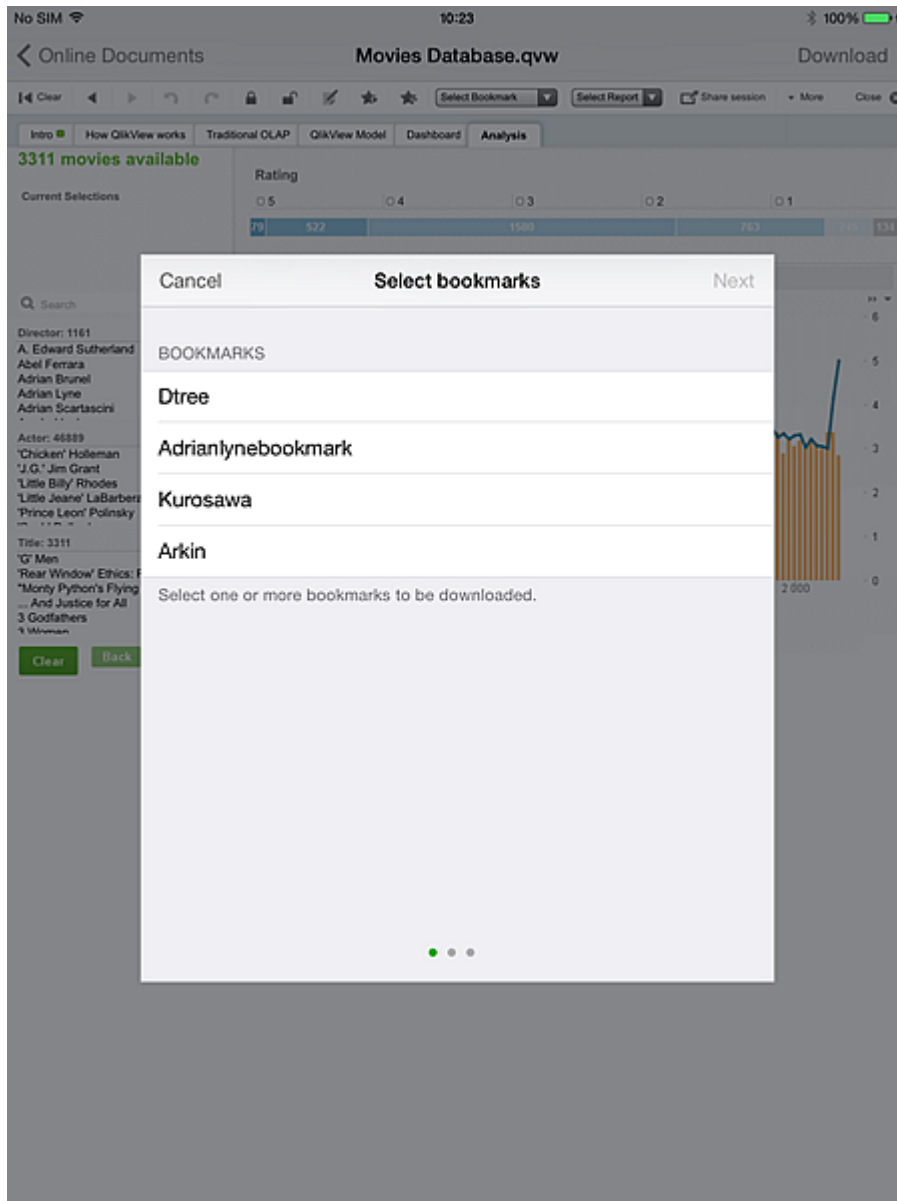 No SIM 10:23 100%
Online Documents Movies Database.qvw Download
Clear Select Bookmark Select Report Share session More Close
Intro How QlikView works Traditional OLAP QlikView Model Dashboard Analysis
3311 movies available
Rating
Current Selections
5 4 3 2 1
79 522 1580 763 134
Cancel Select bookmarks Next
Search
Director: 1161
A. Edward Sutherland
Abel Ferrara
Adrian Brunel
Adrian Lyne
Adrian Scartascini
Actor: 46889
'Chicken' Holleman
'J.G.' Jim Grant
'Little Billy' Rhodes
'Little Jeane' LaBarbera
'Prince Leon' Polinsky
Title: 3311
'G' Men
'Rear Window' Ethics:
"Monty Python's Flying
... And Justice for All
3 Godfathers
3 Women
Clear Back
BOOKMARKS
Dtree
Adrianlynebookmark
Kurosawa
Arkin
Select one or more bookmarks to be downloaded.
6
5
4
3
2
1
0
2 000